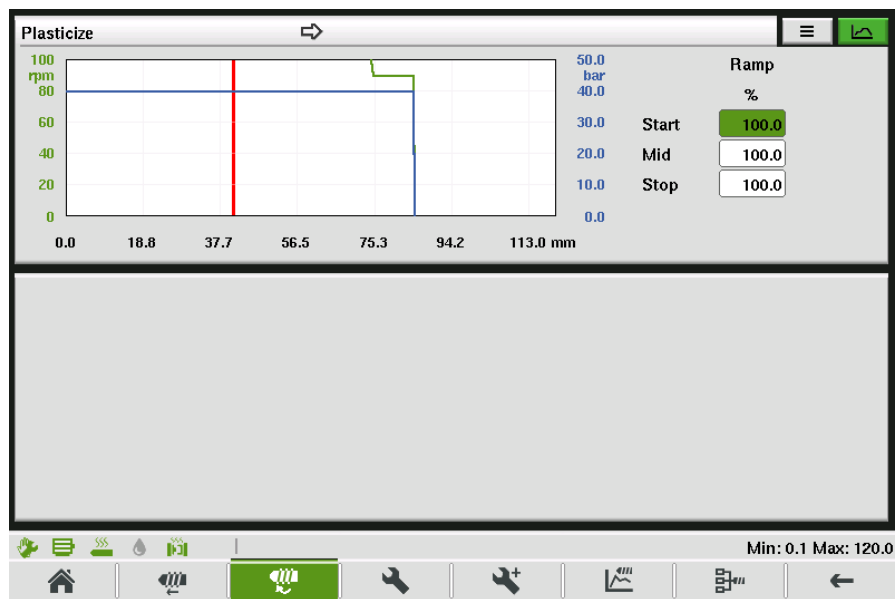 Plasticize
100 50.0 Ramp
rpm bar
80 40.0 %
60 30.0 Start 100.0
40 20.0 Mid 100.0
20 10.0 Stop 100.0
0 0.0
0.0 18.8 37.7 56.5 75.3 94.2 113.0 mm
Min: 0.1 Max: 120.0